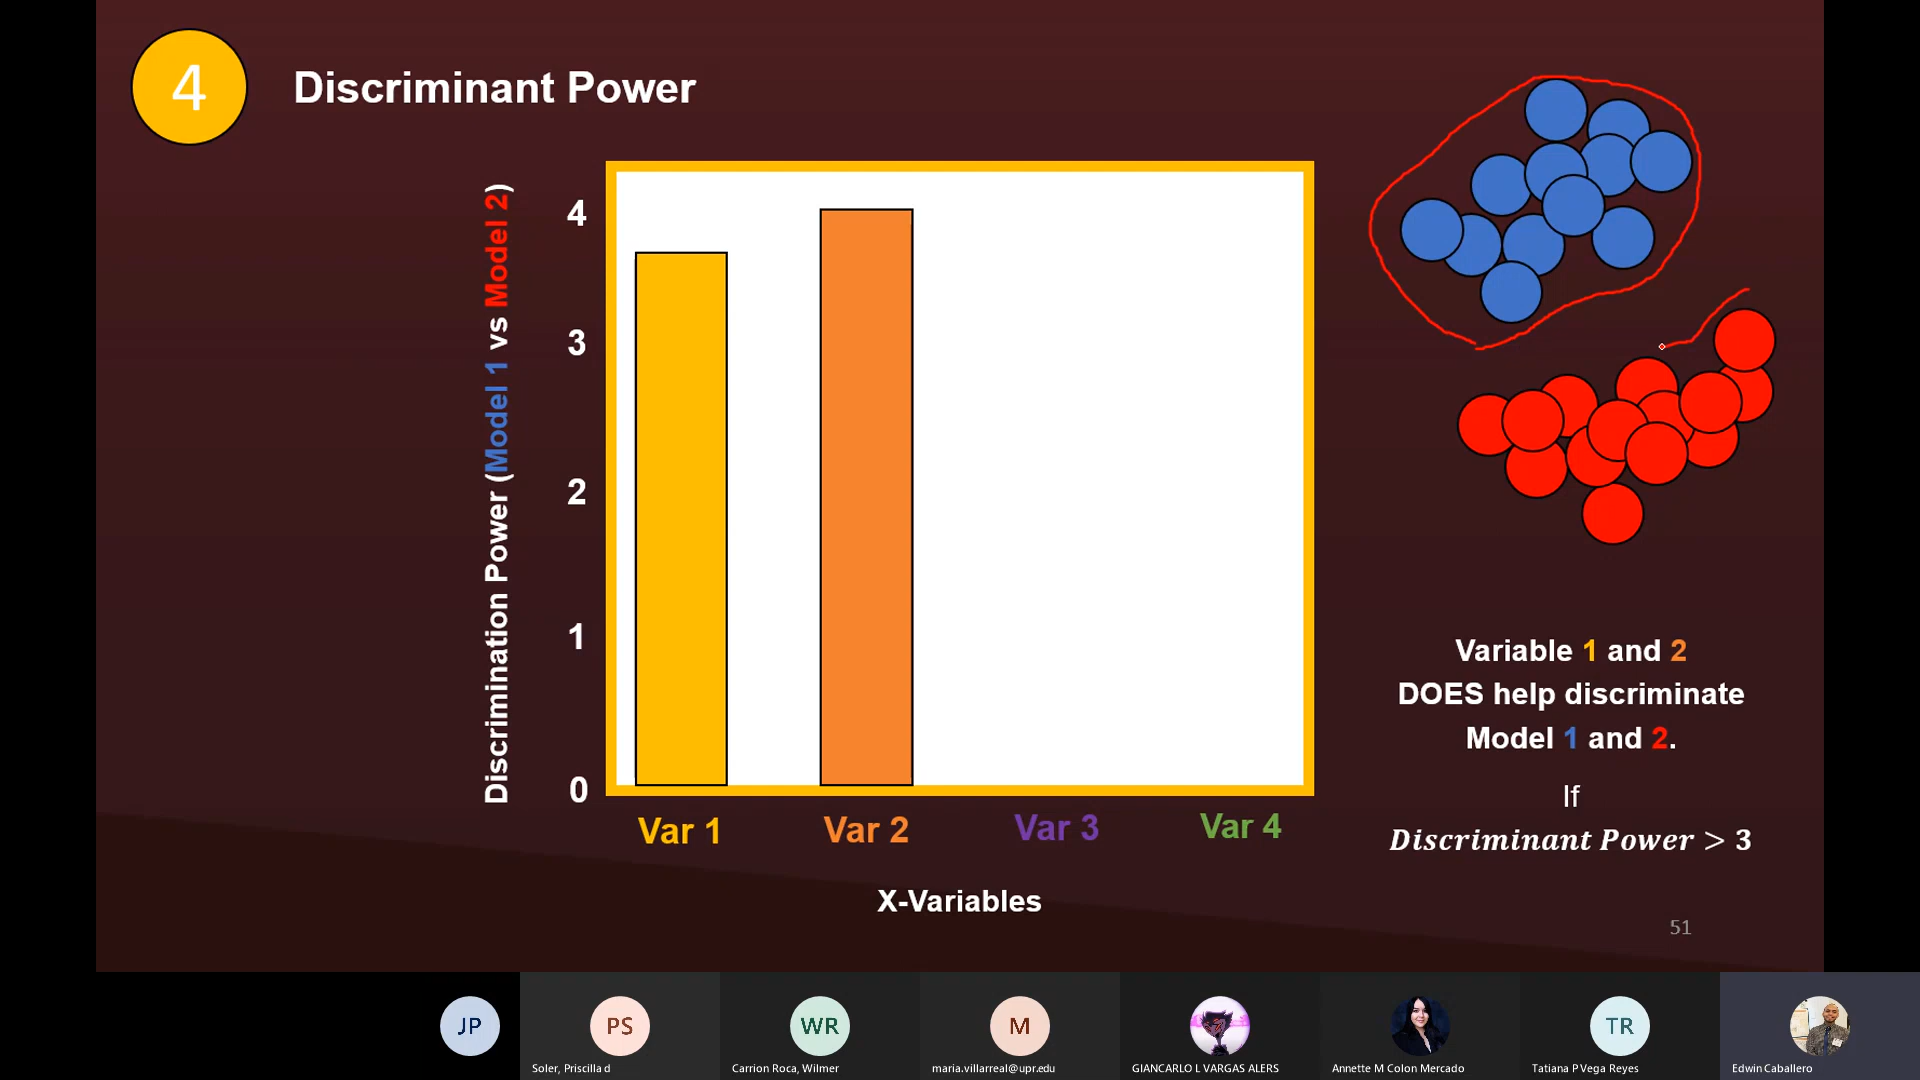 4
Discriminant Power
Discrimination Power (Model 1 vs Model 2)
4
3
2
1
0
Var 1
Var 2
Var 3
Var 4
X-Variables
Variable 1 and 2
DOES help discriminate
Model 1 and 2.
If
Discriminant Power > 3
51
JP
PS
WR
M
TR
Soler, Priscilla d
Carrion Roca, Wilmer
maria.villarreal@upr.edu
GIANCARLO L VARGAS ALERS
Annette M Colon Mercado
Tatiana P Vega Reyes
Edwin Caballero